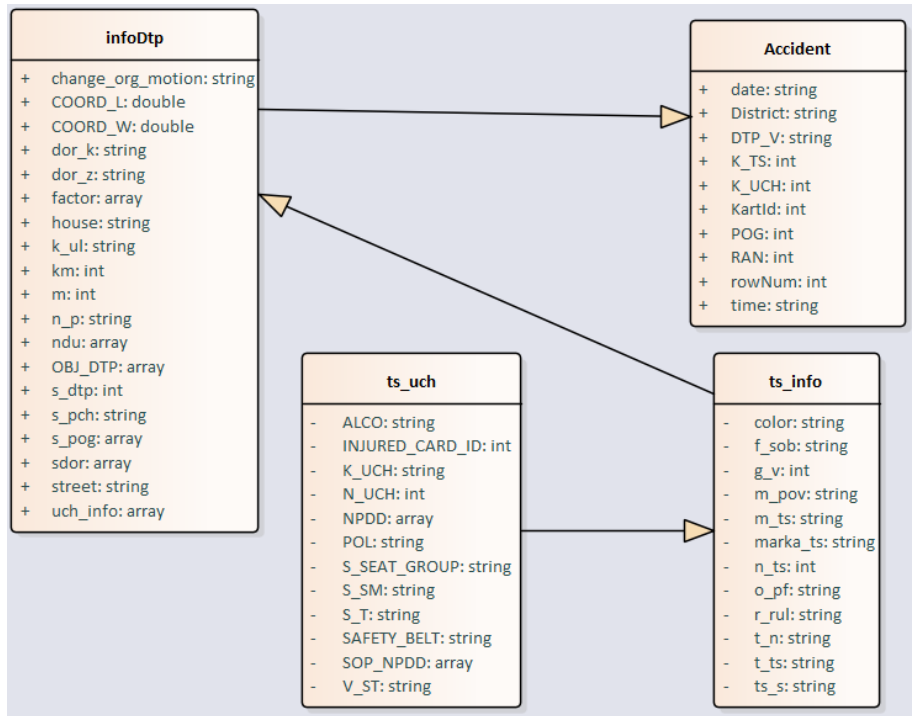 infoDtp
+ change_org_motion: string
+ COORD_L: double
+ COORD_W: double
+ dor_k: string
+ dor_z: string
+ factor: array
+ house: string
+ k_ul: string
+ km: int
+ m: int
+ n_p: string
+ ndu: array
+ OBJ_DTP: array
+ s_dtp: int
+ s_pch: string
+ s_pog: array
+ sdor: array
+ street: string
+ uch_info: array
Accident
+ date: string
+ District: string
+ DTP_V: string
+ K_TS: int
+ K_UCH: int
+ KartId: int
+ POG: int
+ RAN: int
+ rowNum: int
+ time: string
ts_uch
- ALCO: string
- INJURED_CARD_ID: int
- K_UCH: string
- N_UCH: int
- NPDD: array
- POL: string
- S_SEAT_GROUP: string
- S_SM: string
- S_T: string
- SAFETY_BELT: string
- SOP_NPDD: array
- V_ST: string
ts_info
- color: string
- f_sob: string
- g_v: int
- m_pov: string
- m_ts: string
- marka_ts: string
- n_ts: int
- o_pf: string
- r_rul: string
- t_n: string
- t_ts: string
- ts_s: string